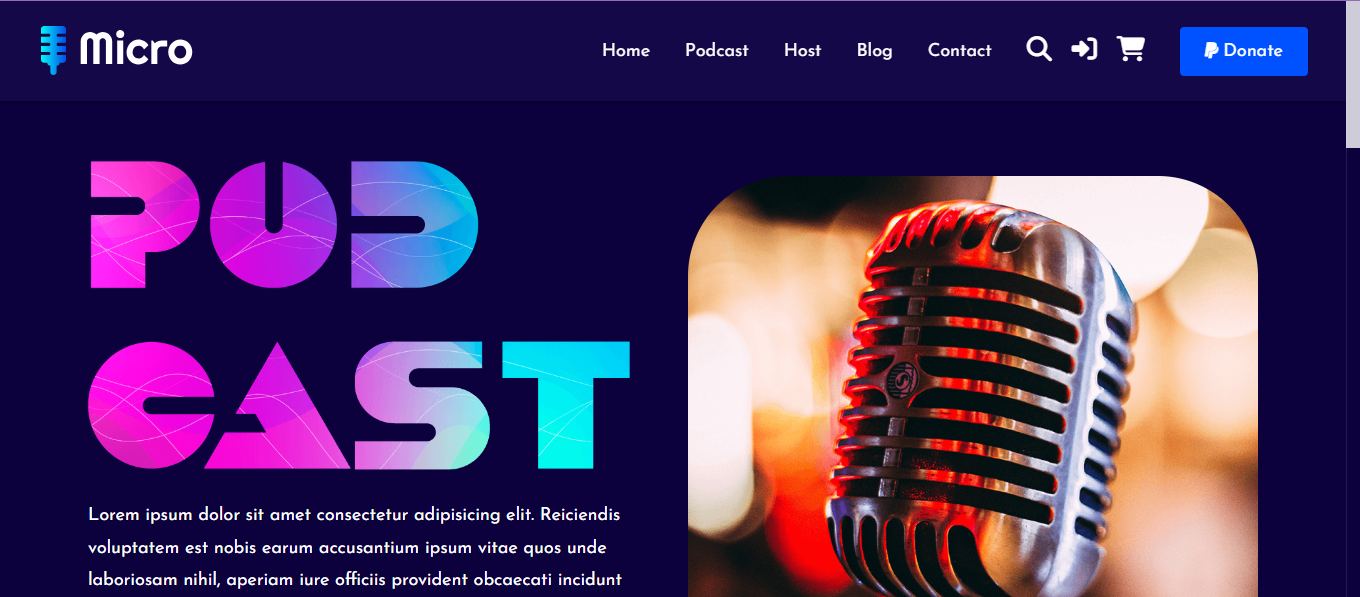 Micro
Home Podcast Host Blog Contact Donate
POD
CAST
Lorem ipsum dolor sit amet consectetur adipisicing elit. Reiciendis
voluptatem est nobis earum accusantium ipsum vitae quos unde
laboriosam nihil, aperiam iure officiis provident obcaecati incidunt